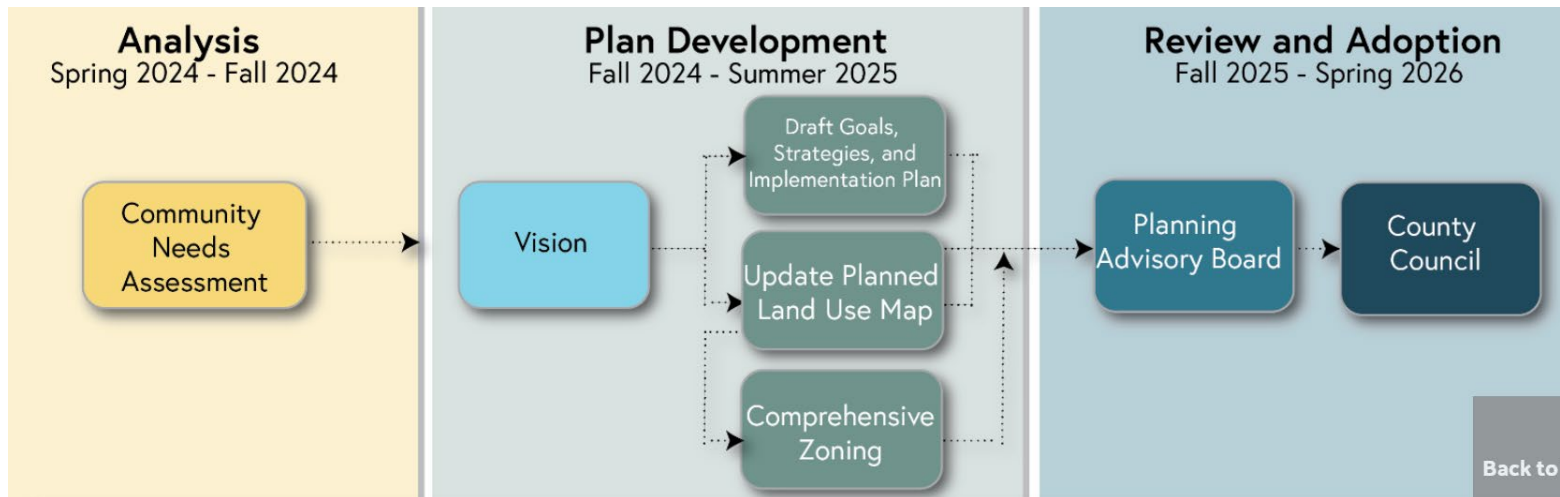 Analysis
Spring 2024 - Fall 2024
Community
Needs
Assessment
Plan Development
Fall 2024 - Summer 2025
Vision
Draft Goals,
Strategies, and
Implementation Plan
Update Planned
Land Use Map
Comprehensive
Zoning
Review and Adoption
Fall 2025 - Spring 2026
Planning
Advisory Board
County
Council
Back to